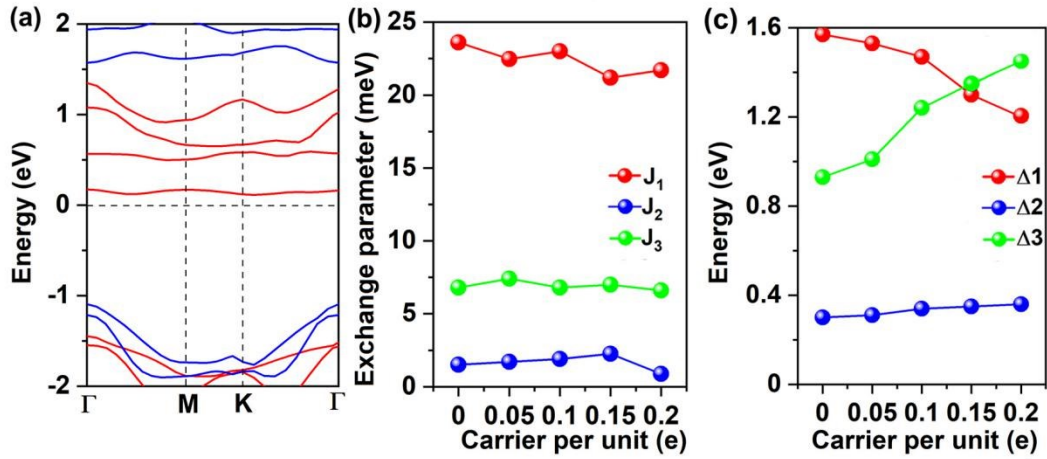 (a)
Energy (eV)
2
1
0
-1
-2
Γ
M
K
Γ
(b)
Exchange parameter (meV)
25
20
15
10
5
0
J₁
J₂
J₃
0
0.05
0.1
0.15
0.2
Carrier per unit (e)
(c)
Energy (eV)
1.6
1.2
0.8
0.4
0
Δ1
Δ2
Δ3
0
0.05
0.1
0.15
0.2
Carrier per unit (e)